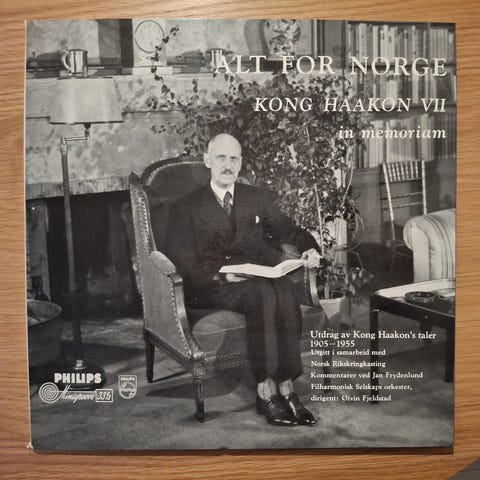 ALT FOR NORGE
KONG HAAKON VII
in memoriam
Utdrag av Kong Haakon's taler
1905—1955
Utgitt i samarbeid med
Norsk Rikskringkasting
Kommentarer ved Jan Frydenlund
Filharmonisk Selskaps orkester,
dirigent: Øivin Fjeldstad
PHILIPS
Minigroove 33⅓
PHILIPS